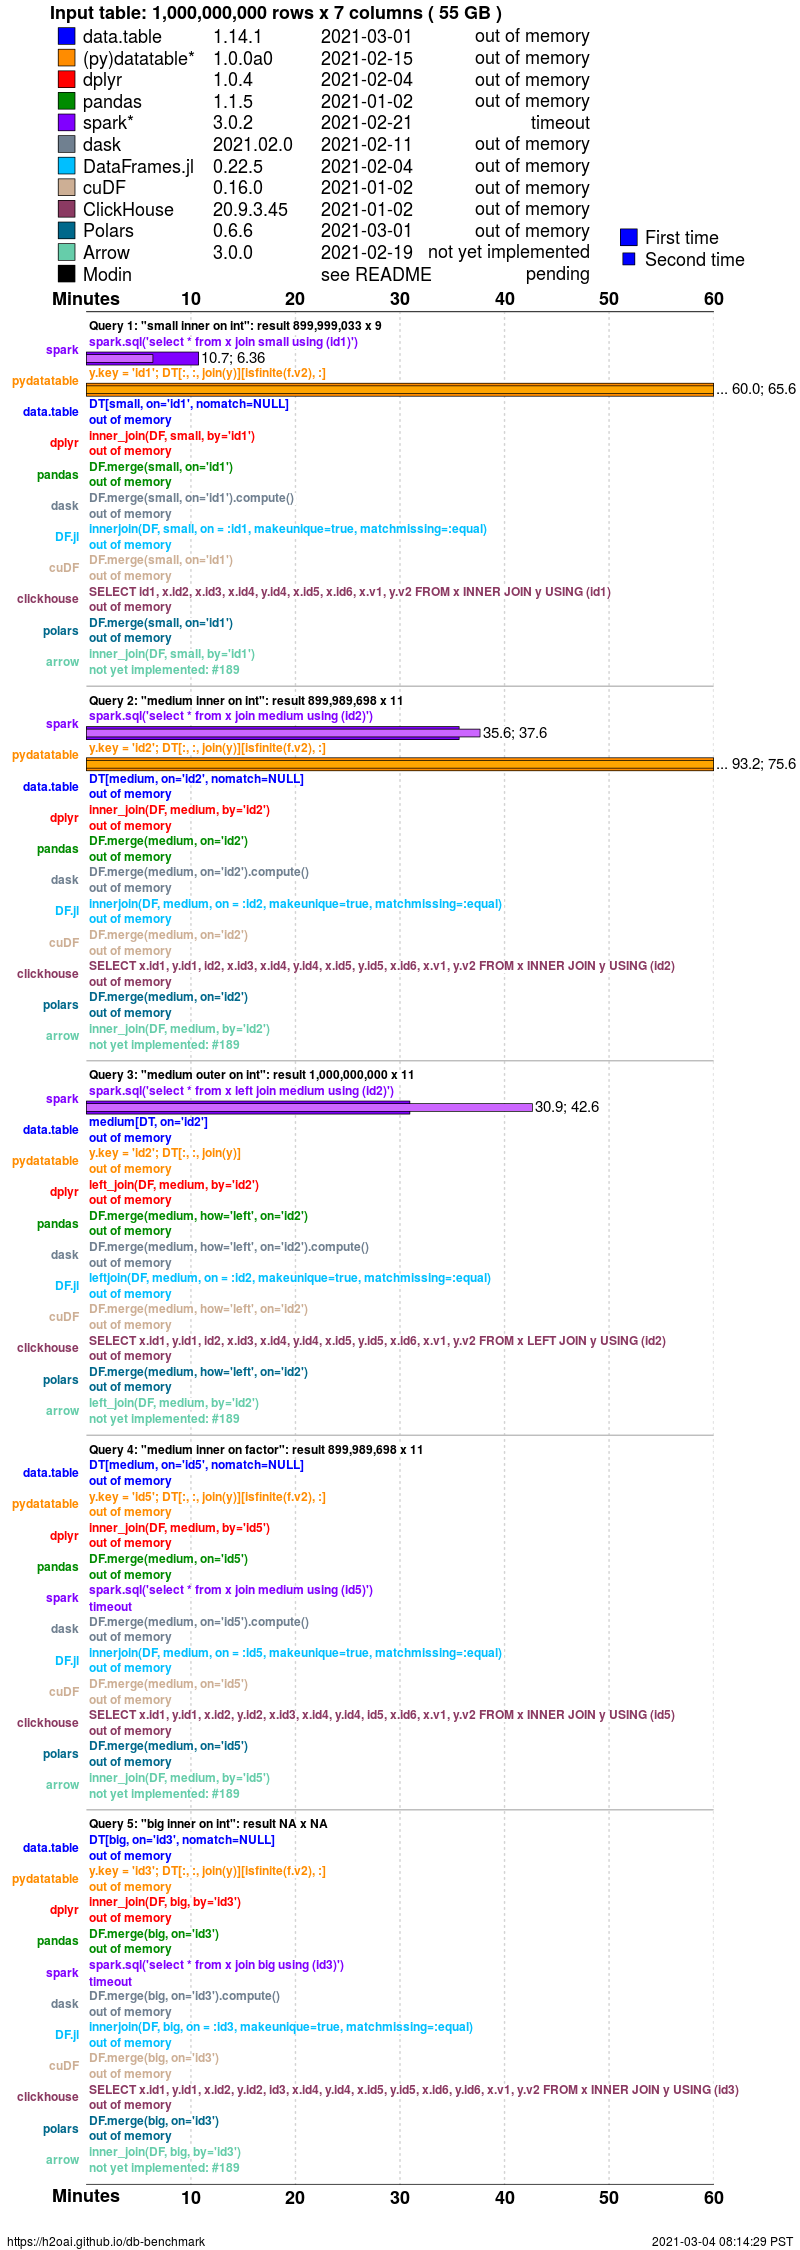 Input table: 1,000,000,000 rows x 7 columns ( 55 GB )
data.table 1.14.1 2021-03-01 out of memory
(py)datatable* 1.0.0a0 2021-02-15 out of memory
dplyr 1.0.4 2021-02-04 out of memory
pandas 1.1.5 2021-01-02 out of memory
spark* 3.0.2 2021-02-21 timeout
dask 2021.02.0 2021-02-11 out of memory
DataFrames.jl 0.22.5 2021-02-04 out of memory
cuDF 0.16.0 2021-01-02 out of memory
ClickHouse 20.9.3.45 2021-01-02 out of memory
Polars 0.6.6 2021-03-01 out of memory
First time
Arrow 3.0.0 2021-02-19 not yet implemented
Second time
Modin see README pending
Minutes 10 20 30 40 50 60
Query 1: "small inner on int": result 899,999,033 x 9
spark spark.sql('select * from x join small using (id1)')
10.7; 6.36
pydatatable y.key = 'id1'; DT[:, :, join(y)][isfinite(f.v2), :]
... 60.0; 65.6
data.table DT[small, on='id1', nomatch=NULL]
out of memory
dplyr inner_join(DF, small, by='id1')
out of memory
pandas DF.merge(small, on='id1')
out of memory
dask DF.merge(small, on='id1').compute()
out of memory
DF.jl innerjoin(DF, small, on = :id1, makeunique=true, matchmissing=:equal)
out of memory
cuDF DF.merge(small, on='id1')
out of memory
clickhouse SELECT id1, x.id2, x.id3, x.id4, y.id4, x.id5, x.id6, x.v1, y.v2 FROM x INNER JOIN y USING (id1)
out of memory
polars DF.merge(small, on='id1')
out of memory
arrow inner_join(DF, small, by='id1')
not yet implemented: #189
Query 2: "medium inner on int": result 899,989,698 x 11
spark spark.sql('select * from x join medium using (id2)')
35.6; 37.6
pydatatable y.key = 'id2'; DT[:, :, join(y)][isfinite(f.v2), :]
... 93.2; 75.6
data.table DT[medium, on='id2', nomatch=NULL]
out of memory
dplyr inner_join(DF, medium, by='id2')
out of memory
pandas DF.merge(medium, on='id2')
out of memory
dask DF.merge(medium, on='id2').compute()
out of memory
DF.jl innerjoin(DF, medium, on = :id2, makeunique=true, matchmissing=:equal)
out of memory
cuDF DF.merge(medium, on='id2')
out of memory
clickhouse SELECT x.id1, y.id1, id2, x.id3, x.id4, y.id4, x.id5, y.id5, x.id6, x.v1, y.v2 FROM x INNER JOIN y USING (id2)
out of memory
polars DF.merge(medium, on='id2')
out of memory
arrow inner_join(DF, medium, by='id2')
not yet implemented: #189
Query 3: "medium outer on int": result 1,000,000,000 x 11
spark spark.sql('select * from x left join medium using (id2)')
30.9; 42.6
data.table medium[DT, on='id2']
out of memory
pydatatable y.key = 'id2'; DT[:, :, join(y)]
out of memory
dplyr left_join(DF, medium, by='id2')
out of memory
pandas DF.merge(medium, how='left', on='id2')
out of memory
dask DF.merge(medium, how='left', on='id2').compute()
out of memory
DF.jl leftjoin(DF, medium, on = :id2, makeunique=true, matchmissing=:equal)
out of memory
cuDF DF.merge(medium, how='left', on='id2')
out of memory
clickhouse SELECT x.id1, y.id1, id2, x.id3, x.id4, y.id4, x.id5, y.id5, x.id6, x.v1, y.v2 FROM x LEFT JOIN y USING (id2)
out of memory
polars DF.merge(medium, how='left', on='id2')
out of memory
arrow left_join(DF, medium, by='id2')
not yet implemented: #189
Query 4: "medium inner on factor": result 899,989,698 x 11
data.table DT[medium, on='id5', nomatch=NULL]
out of memory
pydatatable y.key = 'id5'; DT[:, :, join(y)][isfinite(f.v2), :]
out of memory
dplyr inner_join(DF, medium, by='id5')
out of memory
pandas DF.merge(medium, on='id5')
out of memory
spark spark.sql('select * from x join medium using (id5)')
timeout
dask DF.merge(medium, on='id5').compute()
out of memory
DF.jl innerjoin(DF, medium, on = :id5, makeunique=true, matchmissing=:equal)
out of memory
cuDF DF.merge(medium, on='id5')
out of memory
clickhouse SELECT x.id1, y.id1, x.id2, y.id2, x.id3, x.id4, y.id4, id5, x.id6, x.v1, y.v2 FROM x INNER JOIN y USING (id5)
out of memory
polars DF.merge(medium, on='id5')
out of memory
arrow inner_join(DF, medium, by='id5')
not yet implemented: #189
Query 5: "big inner on int": result NA x NA
data.table DT[big, on='id3', nomatch=NULL]
out of memory
pydatatable y.key = 'id3'; DT[:, :, join(y)][isfinite(f.v2), :]
out of memory
dplyr inner_join(DF, big, by='id3')
out of memory
pandas DF.merge(big, on='id3')
out of memory
spark spark.sql('select * from x join big using (id3)')
timeout
dask DF.merge(big, on='id3').compute()
out of memory
DF.jl innerjoin(DF, big, on = :id3, makeunique=true, matchmissing=:equal)
out of memory
cuDF DF.merge(big, on='id3')
out of memory
clickhouse SELECT x.id1, y.id1, x.id2, y.id2, id3, x.id4, y.id4, x.id5, y.id5, x.id6, y.id6, x.v1, y.v2 FROM x INNER JOIN y USING (id3)
out of memory
polars DF.merge(big, on='id3')
out of memory
arrow inner_join(DF, big, by='id3')
not yet implemented: #189
Minutes 10 20 30 40 50 60
https://h2oai.github.io/db-benchmark 2021-03-04 08:14:29 PST